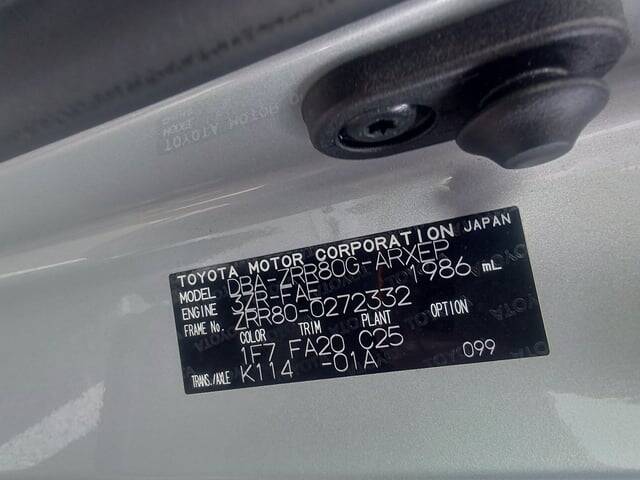 TOYOTA MOTOR CORPORATION JAPAN
MODEL DBA-ZRR80G-ARXEP
ENGINE 3ZR-FAE 1986 mL
FRAME No. ZRR80-0272332
COLOR TRIM PLANT OPTION
1F7 FA20 C25
TRANS./AXLE K114 -01A 099